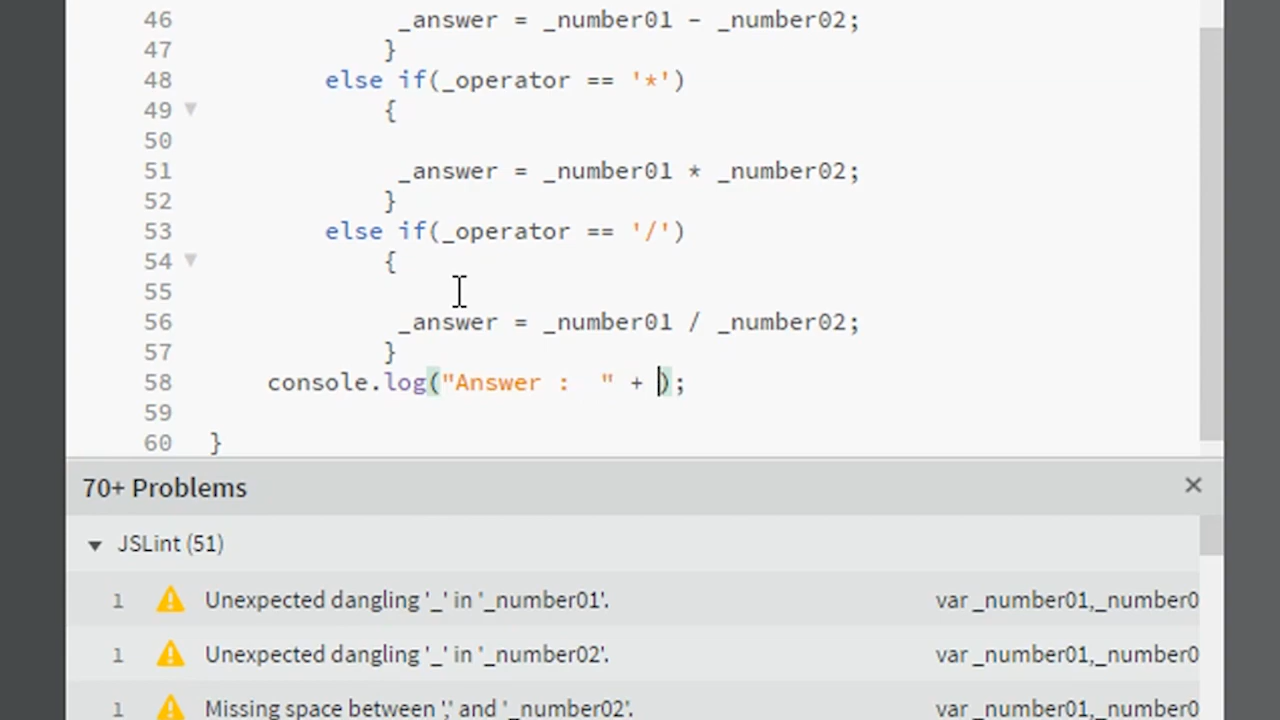 46 _answer = _number01 - _number02;
47 }
48 else if(_operator == '*')
49 {
50
51 _answer = _number01 * _number02;
52 }
53 else if(_operator == '/')
54 {
55
56 _answer = _number01 / _number02;
57 }
58 console.log("Answer :  " + );
59
60 }
70+ Problems
JSLint (51)
1 Unexpected dangling '_' in '_number01'. var _number01,_number0
1 Unexpected dangling '_' in '_number02'. var _number01,_number0
1 Missing space between ',' and '_number02'. var _number01,_number0